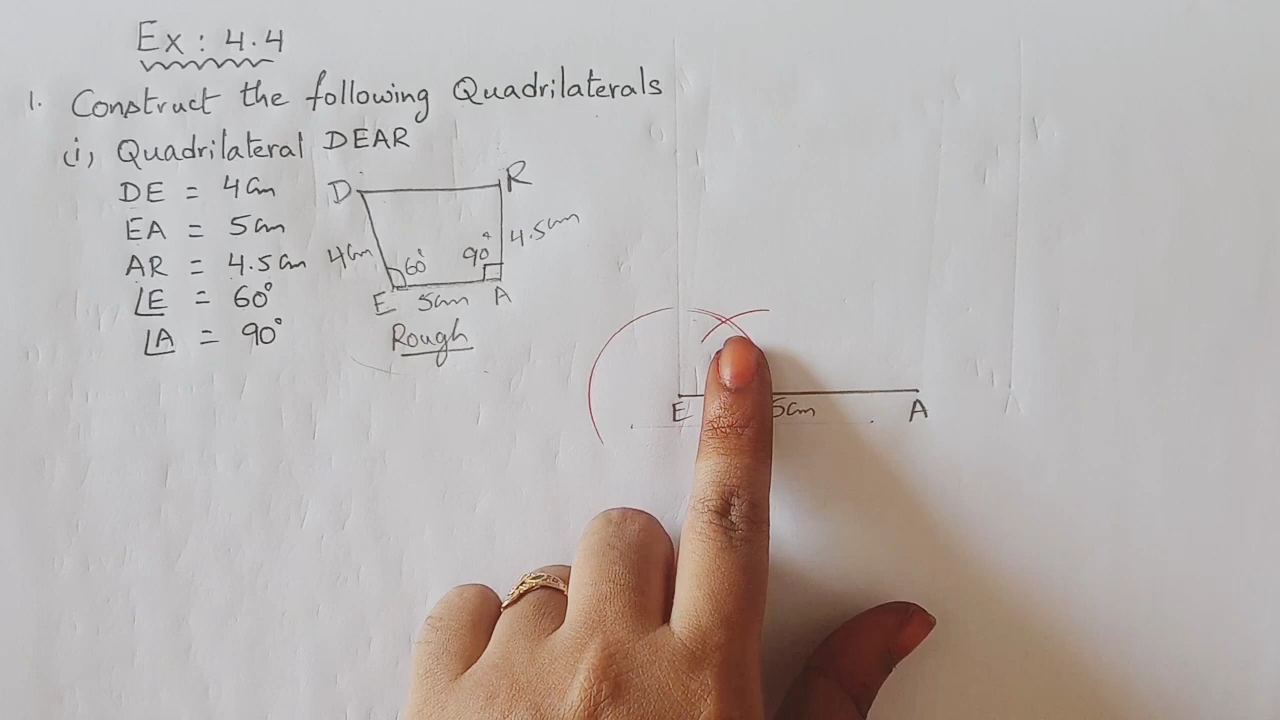 Ex : 4.4
1. Construct the following Quadrilaterals
(i) Quadrilateral DEAR
DE = 4cm
EA = 5cm
AR = 4.5cm
∠E = 60°
∠A = 90°
D R
4cm 60° 90° 4.5cm
E 5cm A
Rough
E 5cm A